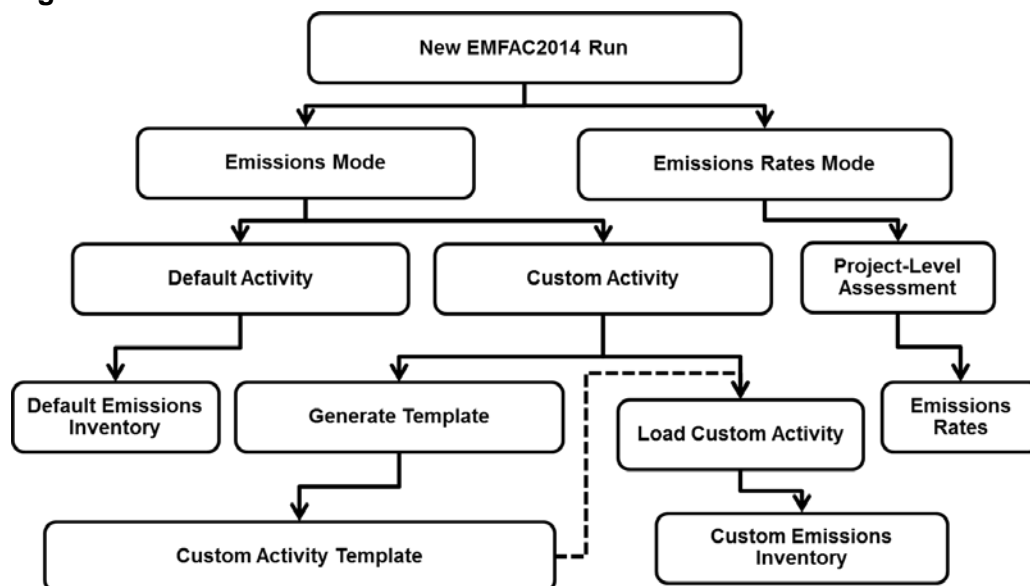 New EMFAC2014 Run
Emissions Mode
Emissions Rates Mode
Default Activity
Custom Activity
Project-Level
Assessment
Default Emissions
Inventory
Generate Template
Load Custom Activity
Emissions
Rates
Custom Activity Template
Custom Emissions
Inventory